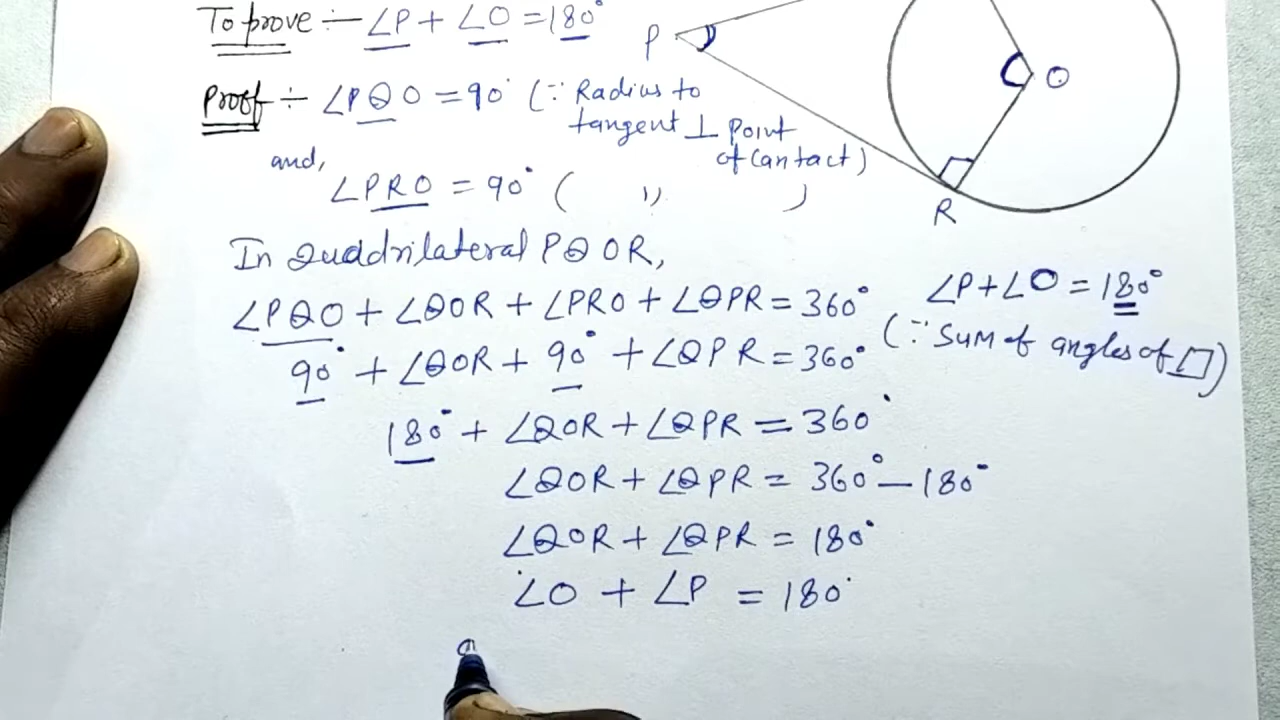 To prove ÷ ∠P + ∠O = 180°
P
O
R
Proof ÷ ∠PQO = 90° (∵ Radius to
tangent ⊥ Point
of Contact)
and,
∠PRO = 90° ( ,, )
In Quadrilateral PQOR,
∠PQO + ∠QOR + ∠PRO + ∠QPR = 360°
∠P + ∠O = 180°
(∵ Sum of angles of ▱)
90° + ∠QOR + 90° + ∠QPR = 360°
180° + ∠QOR + ∠QPR = 360°
∠QOR + ∠QPR = 360° – 180°
∠QOR + ∠QPR = 180°
∠O + ∠P = 180°